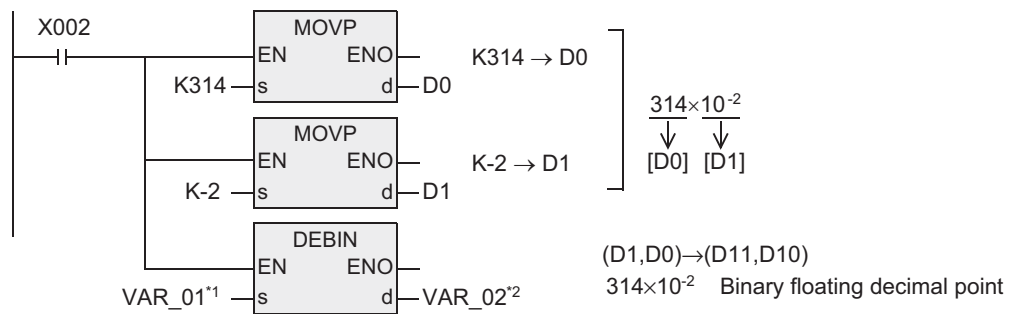 X002
MOVP
EN ENO
K314 s d D0
K314 → D0
MOVP
EN ENO
K-2 s d D1
K-2 → D1
314×10-2
[D0] [D1]
DEBIN
EN ENO
VAR_01*1 s d VAR_02*2
(D1,D0)→(D11,D10)
314×10-2 Binary floating decimal point